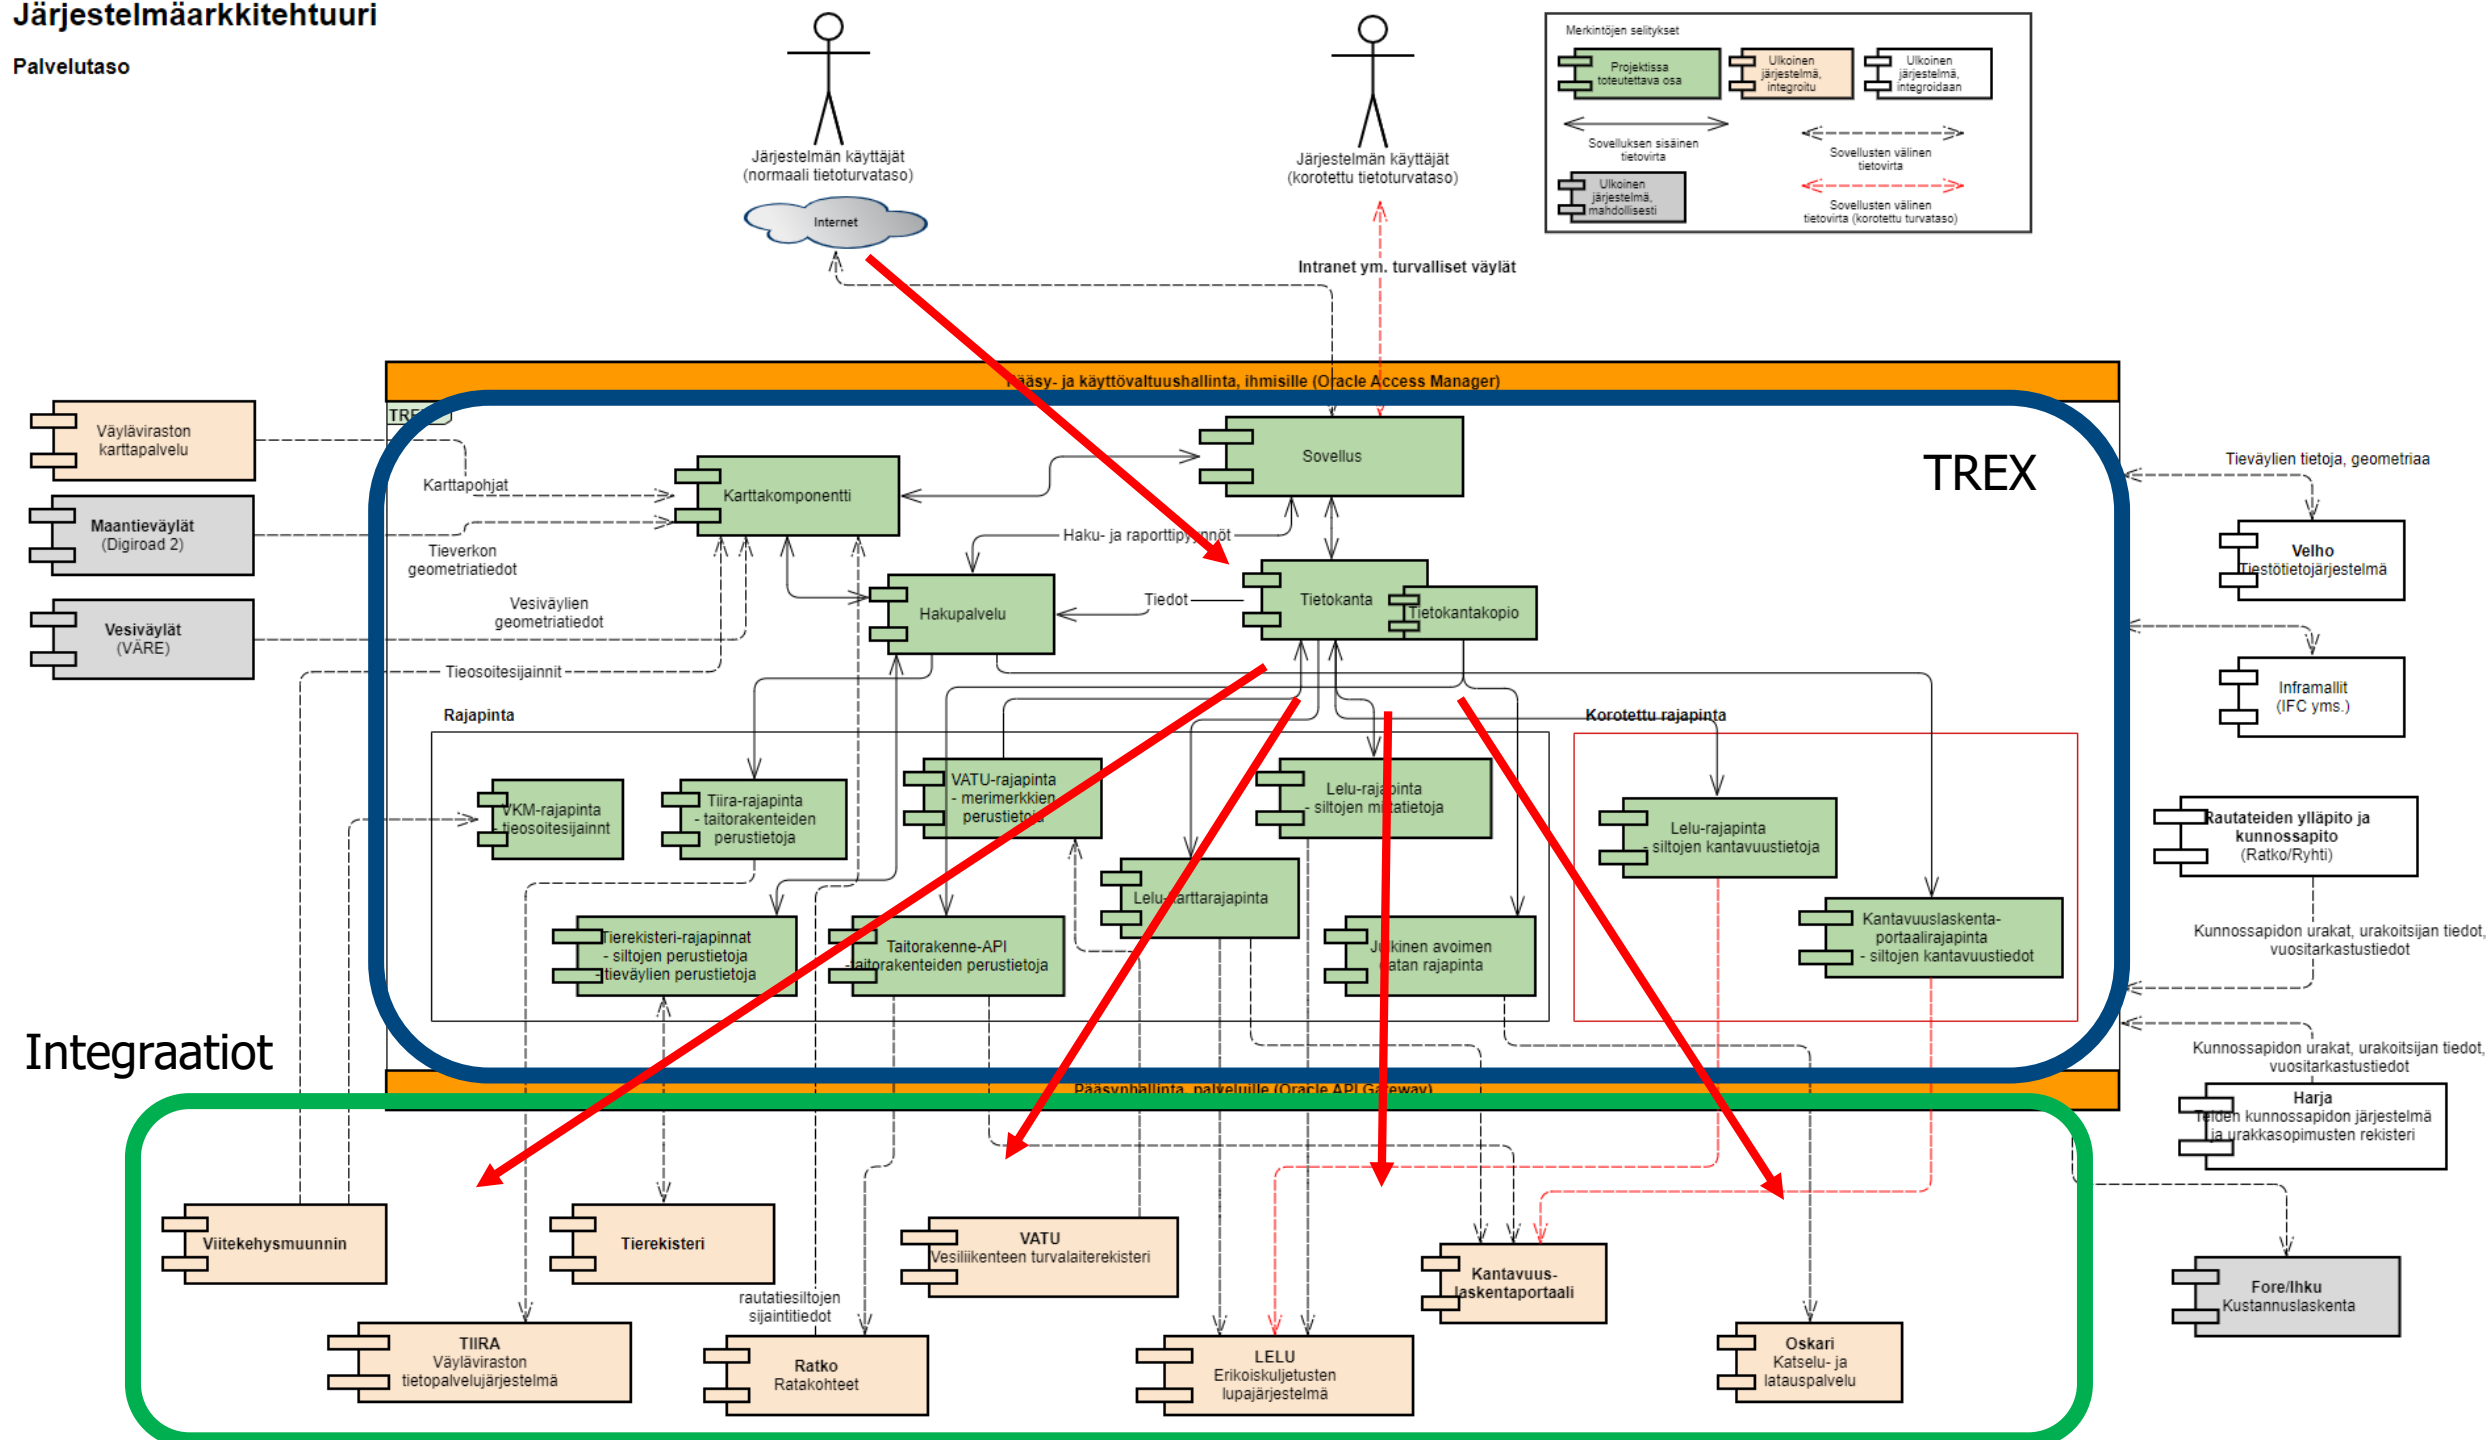 Järjestelmäarkkitehtuuri
Palvelutaso
Järjestelmän käyttäjät
(normaali tietoturvataso)
Internet
Järjestelmän käyttäjät
(korotettu tietoturvataso)
Intranet ym. turvalliset väylät
Merkintöjen selitykset
Projektissa
toteutettava osa
Ulkoinen
järjestelmä,
integroitu
Ulkoinen
järjestelmä,
integroidaan
Sovelluksen sisäinen
tietovirta
Sovellusten välinen
tietovirta
Ulkoinen
järjestelmä,
mahdollisesti
Sovellusten välinen
tietovirta (korotettu turvataso)
Pääsy- ja käyttövaltuushallinta, ihmisille (Oracle Access Manager)
TREX
Väyläviraston
karttapalvelu
Maantieväylät
(Digiroad 2)
Vesiväylät
(VÄRE)
Karttapohjat
Tieverkon
geometriatiedot
Vesiväylien
geometriatiedot
Tieosoitesijainnit
Karttakomponentti
Sovellus
Haku- ja raporttipyynnöt
Hakupalvelu
Tiedot
Tietokanta
Tietokantakopio
Tieväylien tietoja, geometriaa
Velho
Tiestötietojärjestelmä
Inframallit
(IFC yms.)
Rautateiden ylläpito ja
kunnossapito
(Ratko/Ryhti)
Kunnossapidon urakat, urakoitsijan tiedot,
vuositarkastustiedot
Kunnossapidon urakat, urakoitsijan tiedot,
vuositarkastustiedot
Harja
Teiden kunnossapidon järjestelmä
ja urakkasopimusten rekisteri
Fore/Ihku
Kustannuslaskenta
Rajapinta
Korotettu rajapinta
VKM-rajapinta
- tieosoitesijainnt
Tiira-rajapinta
- taitorakenteiden
perustietoja
VATU-rajapinta
- merimerkkien
perustietoja
Lelu-rajapinta
- siltojen mittatietoja
Lelu-rajapinta
- siltojen kantavuustietoja
Lelu-karttarajapinta
Tierekisteri-rajapinnat
- siltojen perustietoja
- tieväylien perustietoja
Taitorakenne-API
-taitorakenteiden perustietoja
Julkinen avoimen
datan rajapinta
Kantavuuslaskenta-
portaalirajapinta
- siltojen kantavuustiedot
Integraatiot
Pääsynhallinta, palveluille (Oracle API Gateway)
Viitekehysmuunnin
Tierekisteri
VATU
Vesiliikenteen turvalaiterekisteri
Kantavuus-
laskentaportaali
rautatiesiltojen
sijaintitiedot
TIIRA
Väyläviraston
tietopalvelujärjestelmä
Ratko
Ratakohteet
LELU
Erikoiskuljetusten
lupajärjestelmä
Oskari
Katselu- ja
latauspalvelu